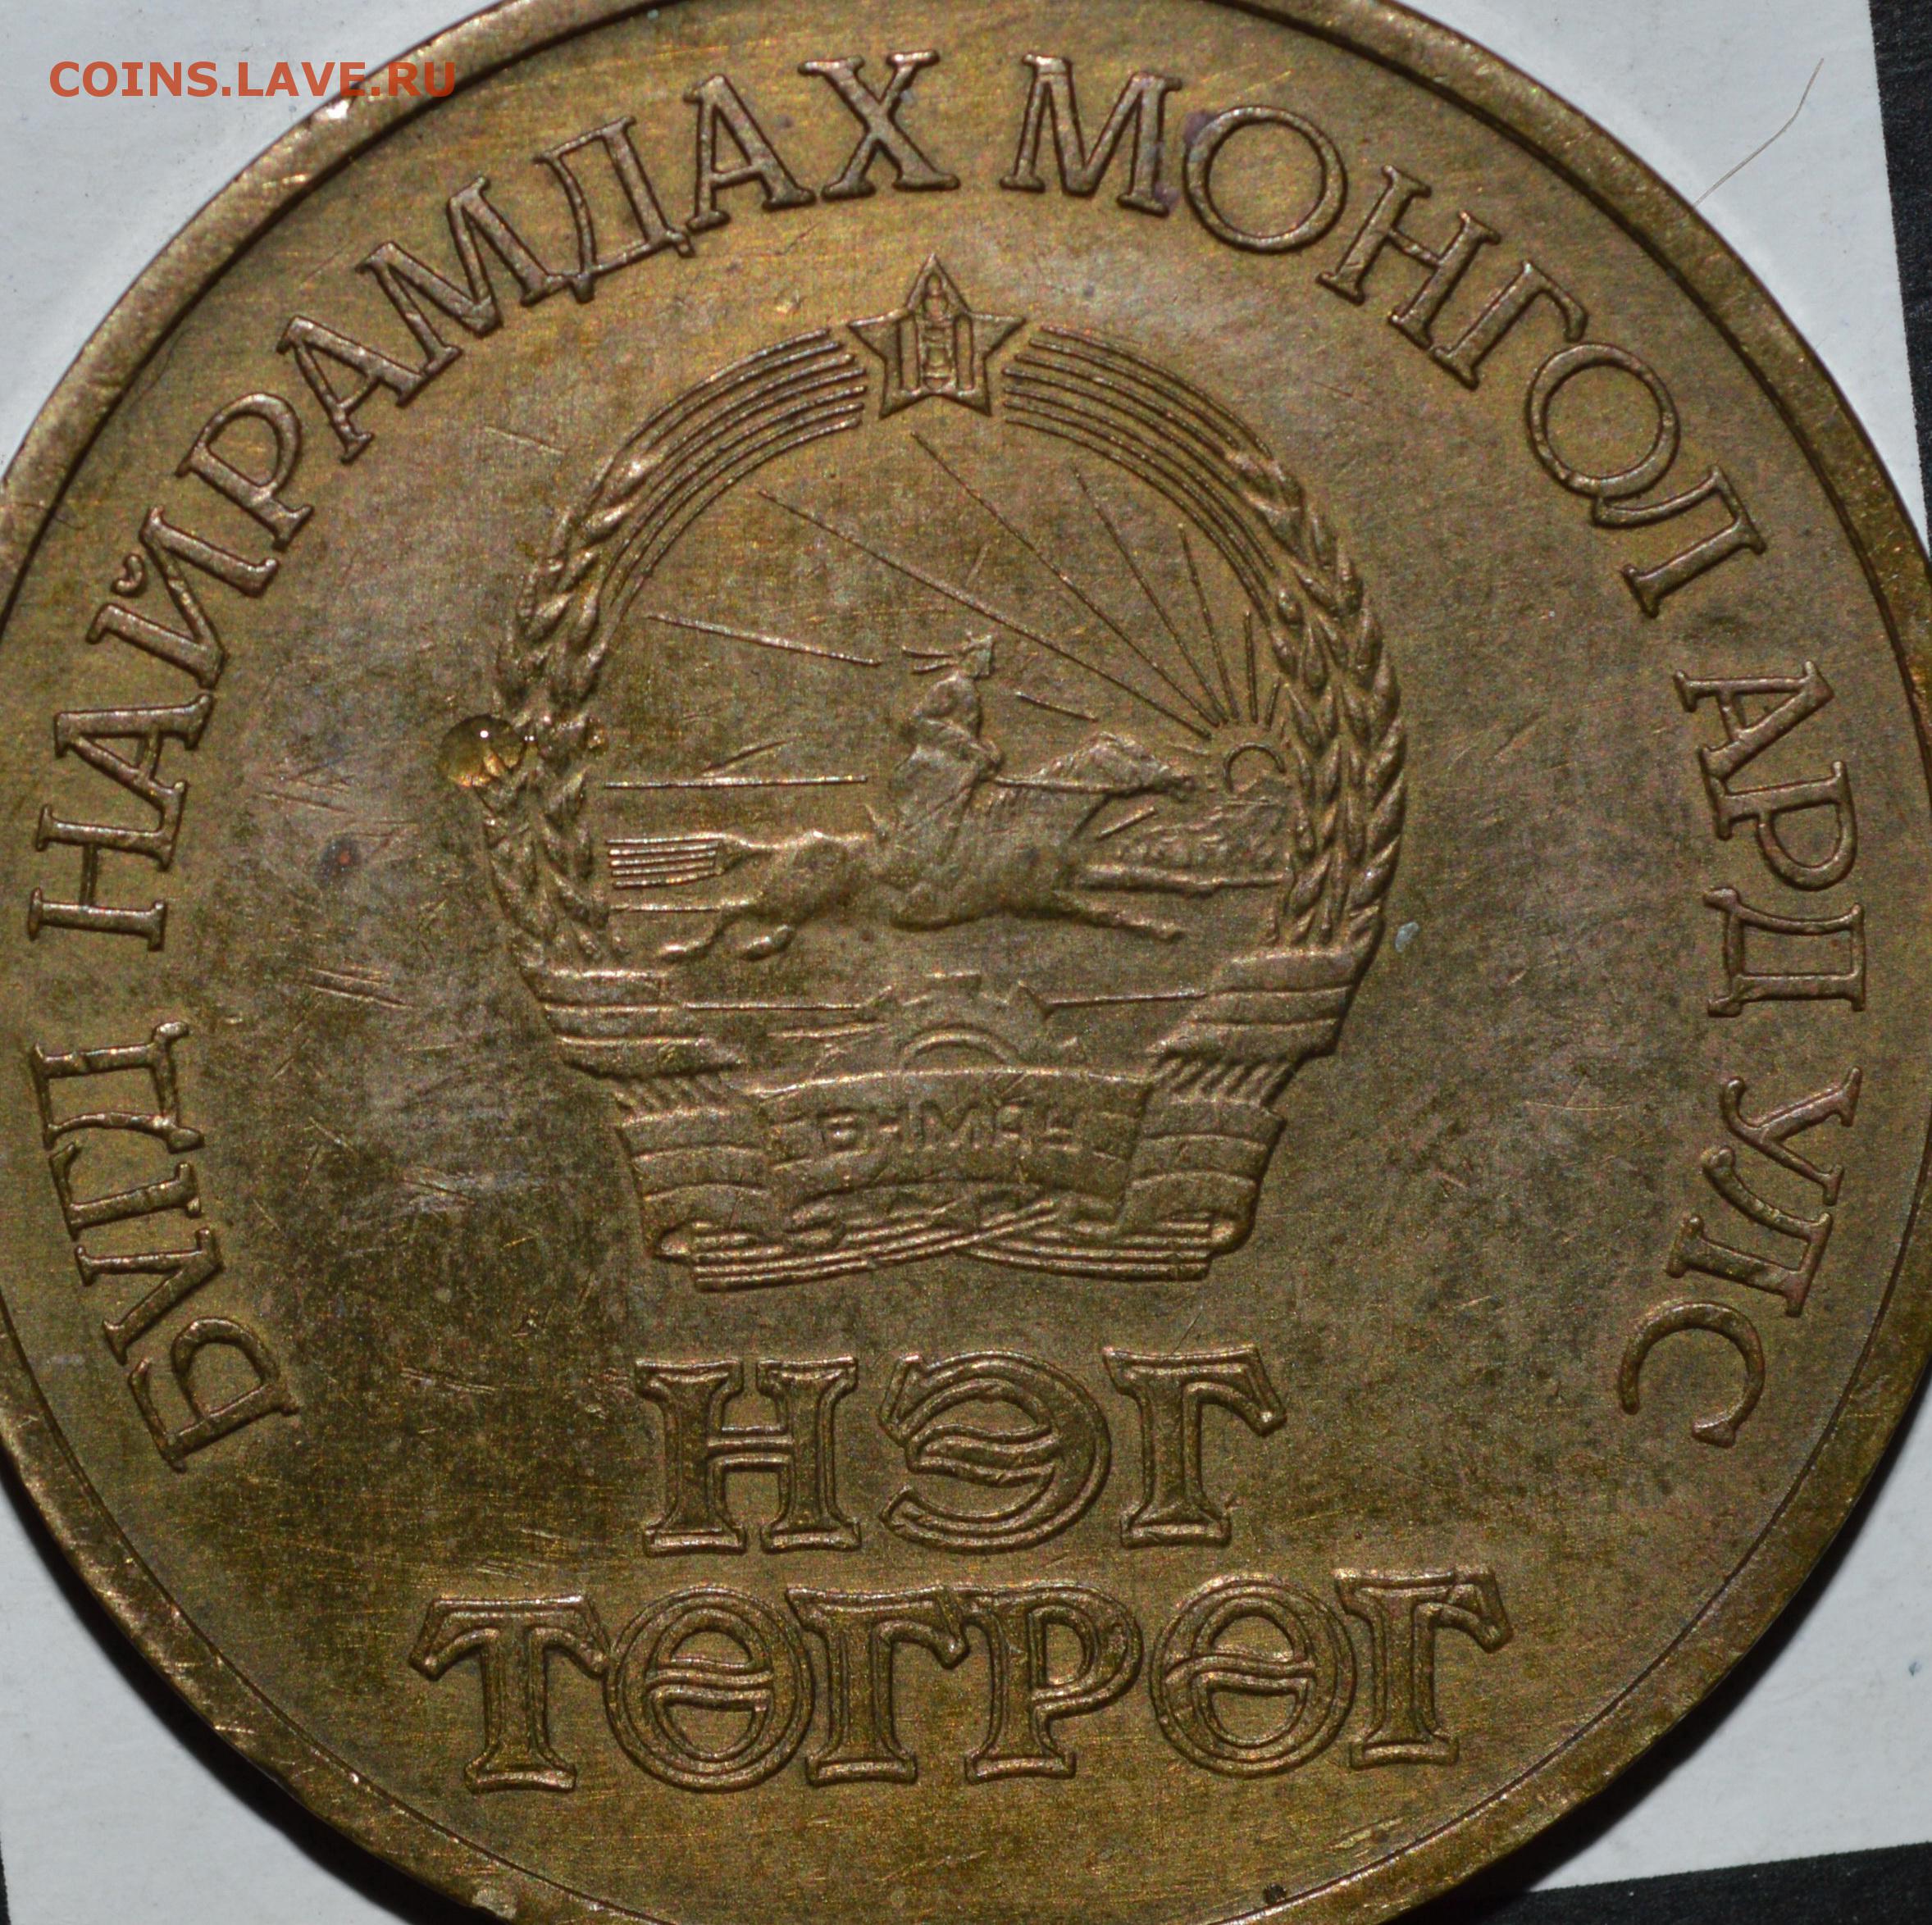 COINS.LAVE.RU
БҮГД НАЙРАМДАХ МОНГОЛ АРД УЛС
БНМАУ
НЭГ
ТӨГРӨГ